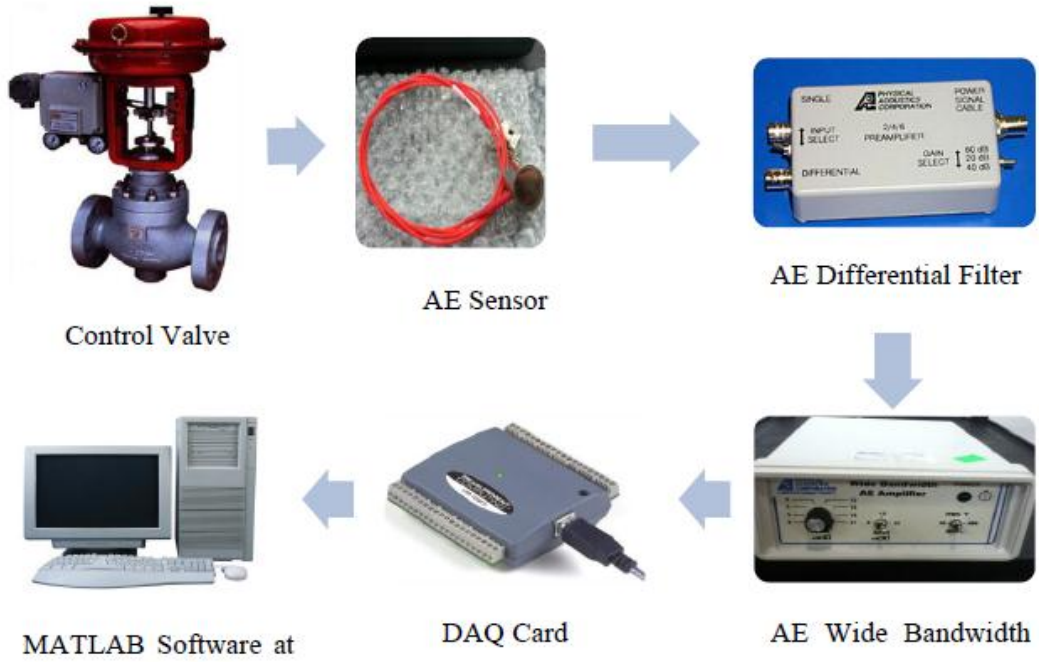 SINGLE
PHYSICAL
ACOUSTICS
CORPORATION
POWER
SIGNAL
CABLE
INPUT
SELECT
2/4/6
PREAMPLIFIER
GAIN
SELECT
60 dB
20 dB
40 dB
DIFFERENTIAL
Control Valve
AE Sensor
AE Differential Filter
Wide Bandwidth
AE Amplifier
MATLAB Software at
DAQ Card
AE Wide Bandwidth